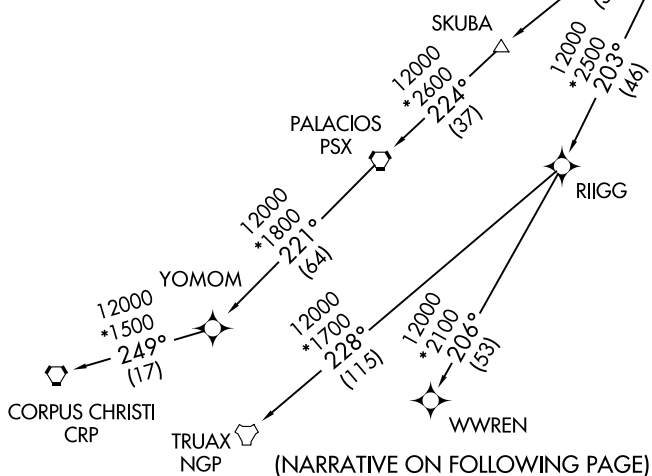 SKUBA
12000
*2600
224°
(37)
12000
*2500
203°
(46)
PALACIOS
PSX
RIIGG
12000
*1800
221°
(64)
YOMOM
12000
*1500
249°
(17)
12000
*1700
228°
(115)
12000
*2100
206°
(53)
CORPUS CHRISTI
CRP
TRUAX
NGP
WWREN
(NARRATIVE ON FOLLOWING PAGE)